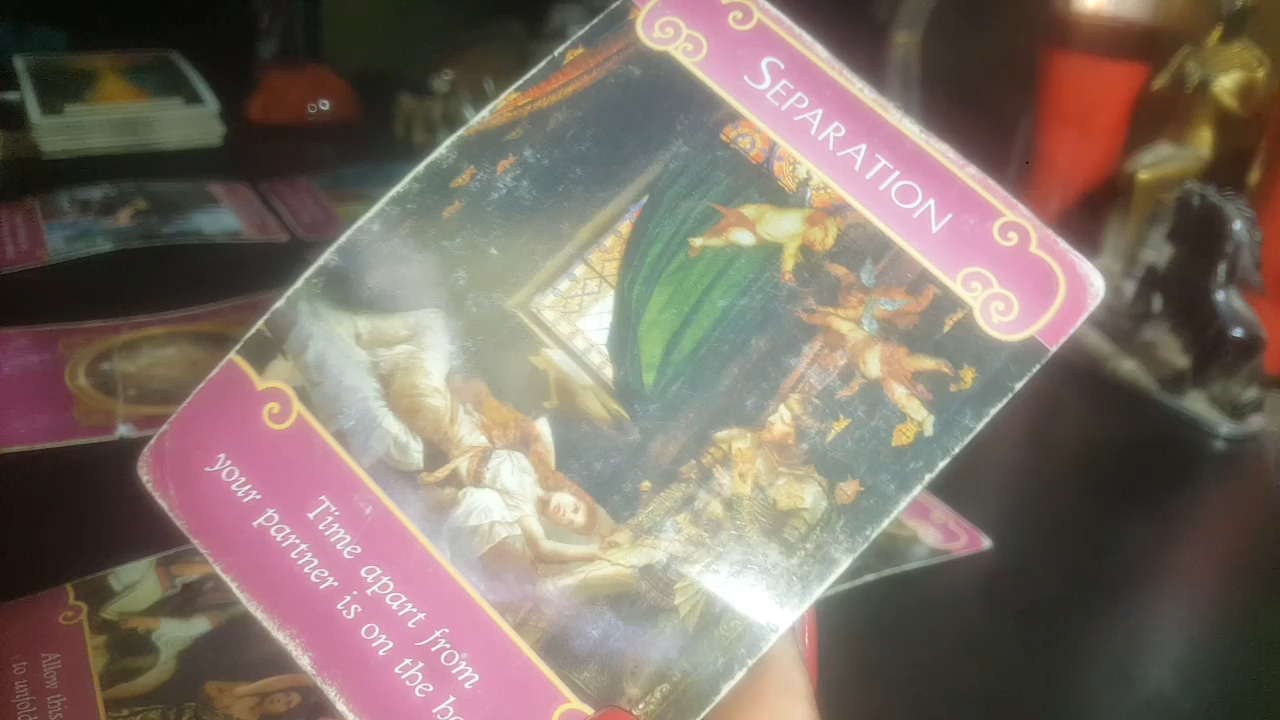 SEPARATION
Time apart from
your partner is on the
Allow this
to unfold